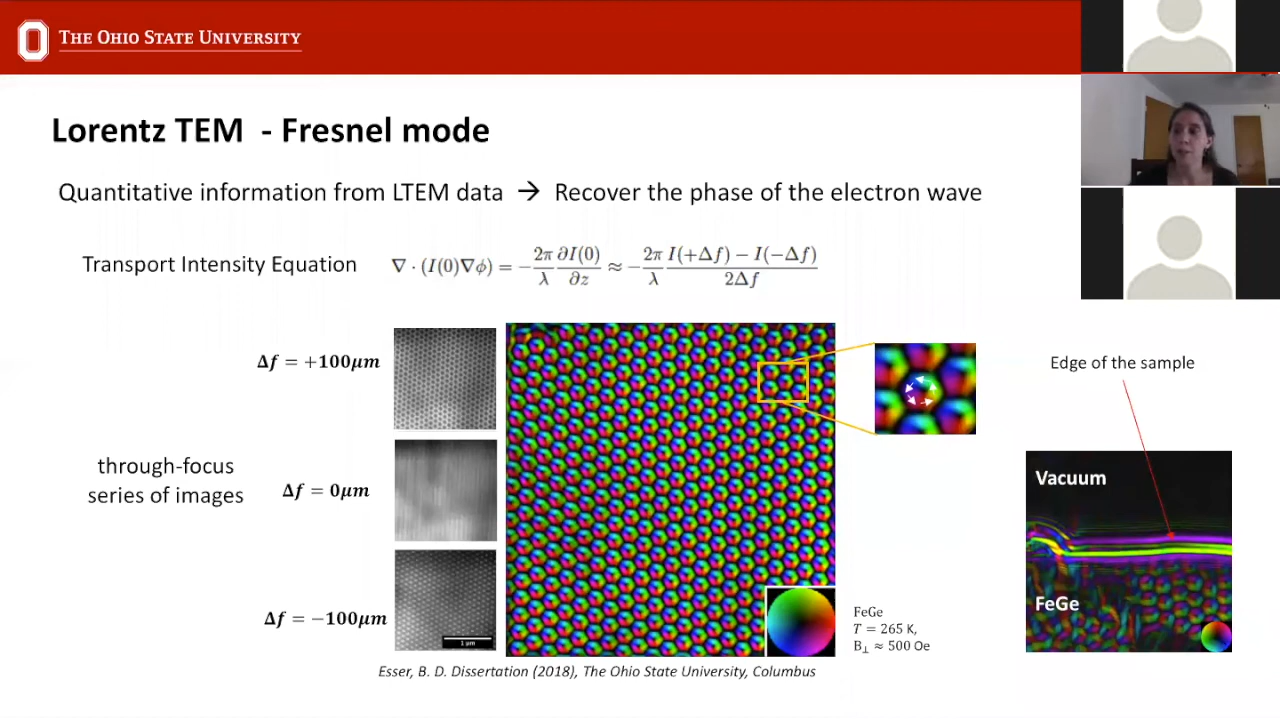 THE OHIO STATE UNIVERSITY
Lorentz TEM - Fresnel mode
Quantitative information from LTEM data → Recover the phase of the electron wave
Transport Intensity Equation
∇ · (I(0)∇ϕ) = −2π/λ ∂I(0)/∂z ≈ −2π/λ I(+Δf) − I(−Δf)/2Δf
Δf = +100μm
Edge of the sample
through-focus
series of images
Δf = 0μm
Vacuum
FeGe
Δf = −100μm
1 μm
FeGe
T = 265 K,
B⊥ ≈ 500 Oe
Esser, B. D. Dissertation (2018), The Ohio State University, Columbus